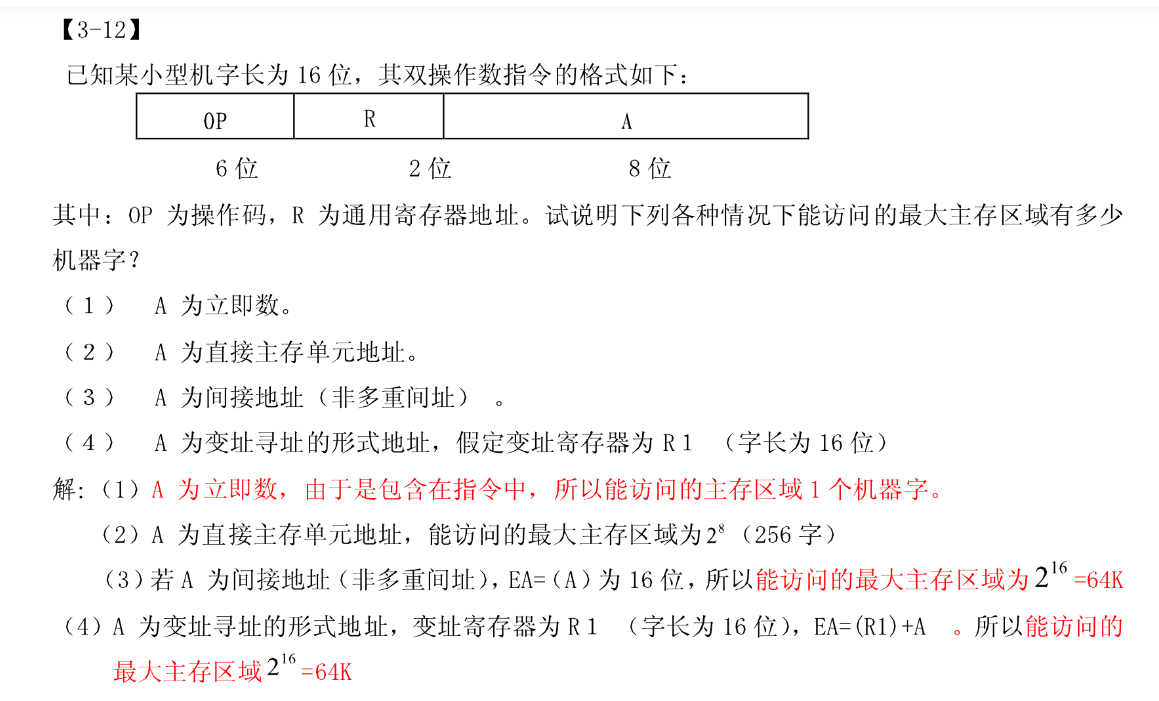 【3-12】
已知某小型机字长为 16 位，其双操作数指令的格式如下：
OP R A
6 位 2 位 8 位
其中：OP 为操作码，R 为通用寄存器地址。试说明下列各种情况下能访问的最大主存区域有多少
机器字？
（1） A 为立即数。
（2） A 为直接主存单元地址。
（3） A 为间接地址（非多重间址） 。
（4） A 为变址寻址的形式地址，假定变址寄存器为 R1 （字长为 16 位）
解：（1）A 为立即数，由于是包含在指令中，所以能访问的主存区域 1 个机器字。
（2）A 为直接主存单元地址，能访问的最大主存区域为 2⁸（256 字）
（3）若 A 为间接地址（非多重间址），EA=（A）为 16 位，所以能访问的最大主存区域为 2¹⁶=64K
（4）A 为变址寻址的形式地址，变址寄存器为 R1 （字长为 16 位），EA=(R1)+A 。所以能访问的
最大主存区域 2¹⁶=64K